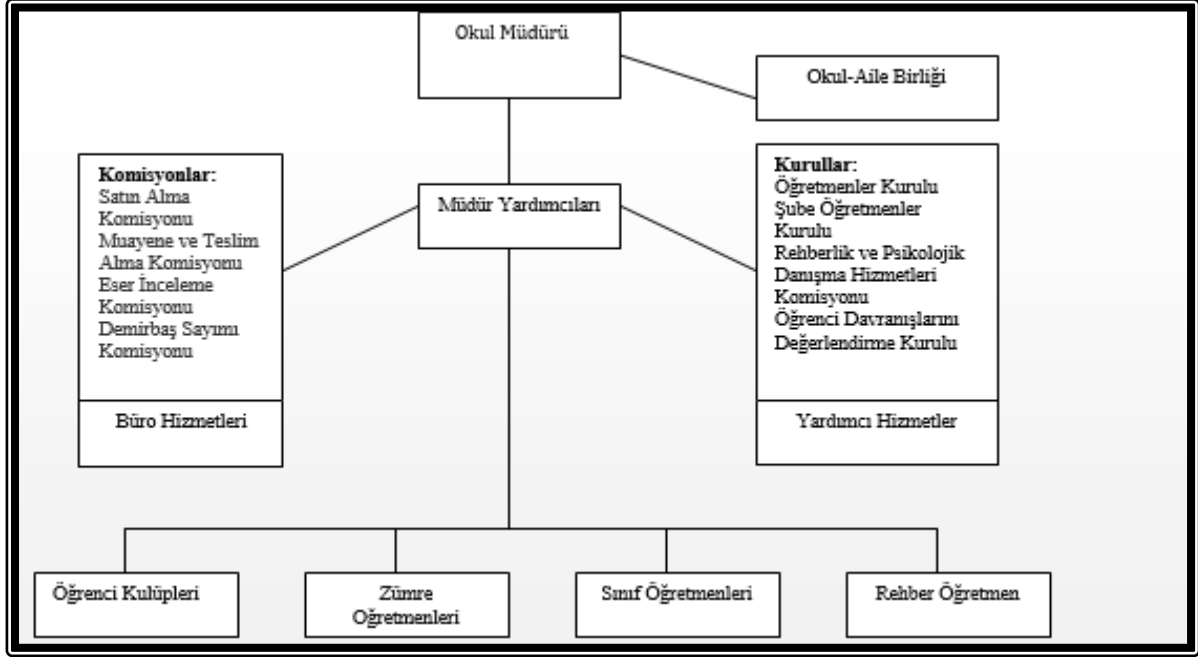 Okul Müdürü
Okul-Aile Birliği
Komisyonlar:
Satın Alma
Komisyonu
Muayene ve Teslim
Alma Komisyonu
Eser İnceleme
Komisyonu
Demirbaş Sayımı
Komisyonu
Büro Hizmetleri
Müdür Yardımcıları
Kurullar:
Öğretmenler Kurulu
Şube Öğretmenler
Kurulu
Rehberlik ve Psikolojik
Danışma Hizmetleri
Komisyonu
Öğrenci Davranışlarını
Değerlendirme Kurulu
Yardımcı Hizmetler
Öğrenci Kulüpleri
Zümre
Oğretmenleri
Sınıf Öğretmenleri
Rehber Öğretmen